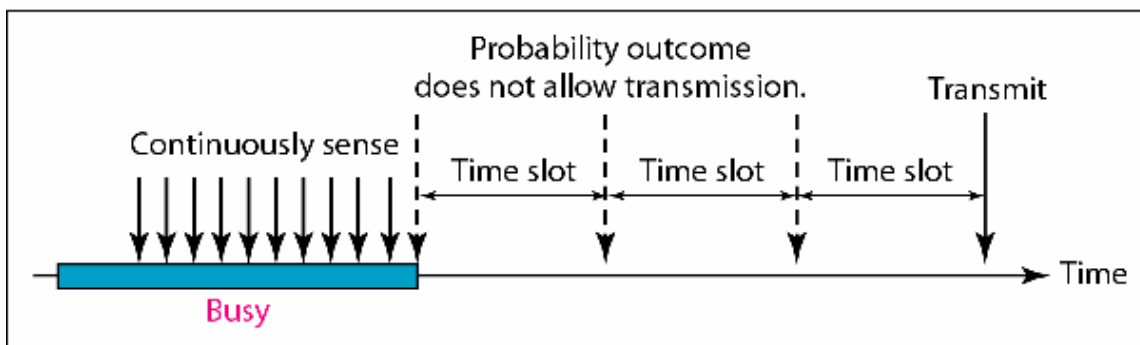 Probability outcome
does not allow transmission.
Transmit
Continuously sense
Time slot
Time slot
Time slot
Time
Busy